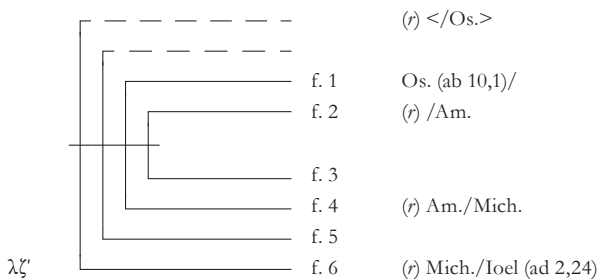 (r) </Os.>
f. 1 Os. (ab 10,1)/
f. 2 (r) /Am.
f. 3
f. 4 (r) Am./Mich.
f. 5
λζ' f. 6 (r) Mich./Ioel (ad 2,24)